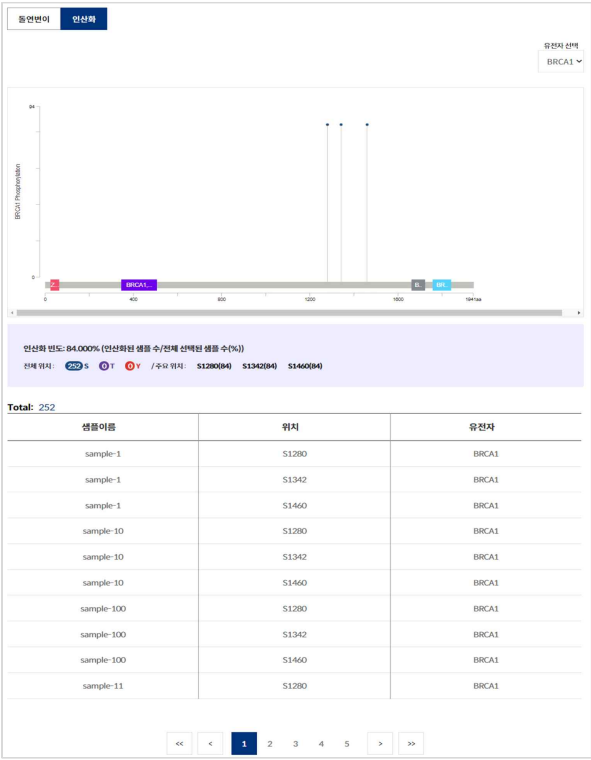 돌연변이 인산화
유전자 선택
BRCA1
84
BRCA1 Phosphorylation
0
Z... BRCA1,... B.. BR..
0 400 800 1200 1600 1941aa
인산화 빈도: 84.000% (인산화된 샘플 수/전체 선택된 샘플 수(%))
전체 위치: 252 S 0 T 0 Y / 주요 위치: S1280(84) S1342(84) S1460(84)
Total: 252
샘플이름 위치 유전자
sample-1 S1280 BRCA1
sample-1 S1342 BRCA1
sample-1 S1460 BRCA1
sample-10 S1280 BRCA1
sample-10 S1342 BRCA1
sample-10 S1460 BRCA1
sample-100 S1280 BRCA1
sample-100 S1342 BRCA1
sample-100 S1460 BRCA1
sample-11 S1280 BRCA1
<< < 1 2 3 4 5 > >>